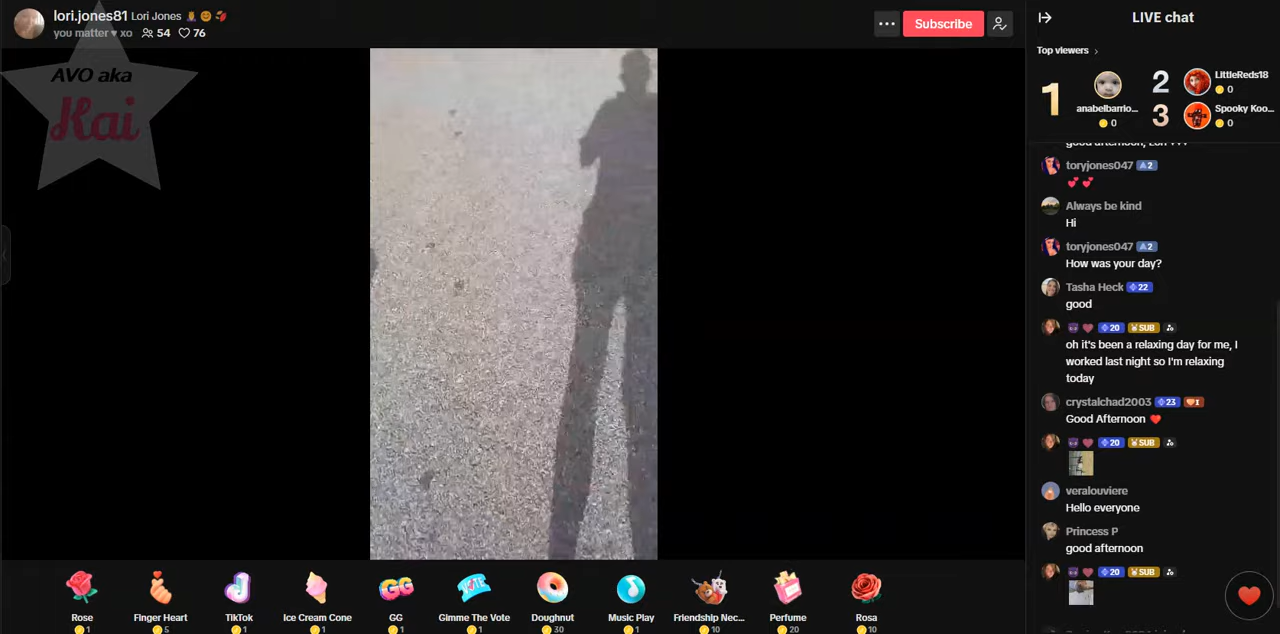 lori.jones81 Lori Jones
you matter ♥ xo 54 76
Subscribe
LIVE chat
AVO aka
Kai
Top viewers
1
anabelbarrio...
0
2
LittleReds18
0
3
Spooky Koo...
0
toryjones047 2
Always be kind
Hi
toryjones047 2
How was your day?
Tasha Heck 22
good
20 SUB
oh it's been a relaxing day for me, I
worked last night so I'm relaxing
today
crystalchad2003 23 1
Good Afternoon
20 SUB
veralouviere
Hello everyone
Princess P
good afternoon
20 SUB
GG
VOTE
Rose
1
Finger Heart
5
TikTok
1
Ice Cream Cone
1
GG
1
Gimme The Vote
1
Doughnut
30
Music Play
1
Friendship Nec...
10
Perfume
20
Rosa
10